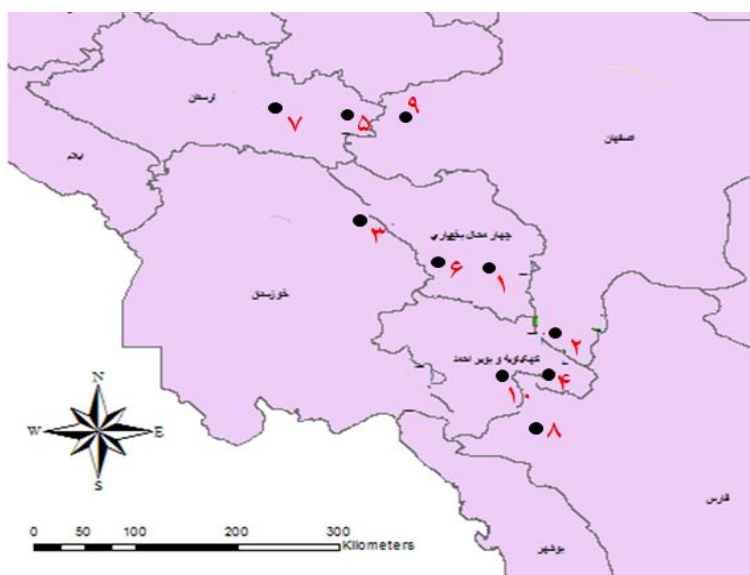 لرستان
۷
۵
۹
اصفهان
ایلام
۳
چهار محال بختیاری
۶
۱
خوزستان
۲
کهکیلویه و بویر احمد
۴
۱۰
۸
فارس
بوشهر
N
W
E
S
0 50 100 200 300
Kilometers